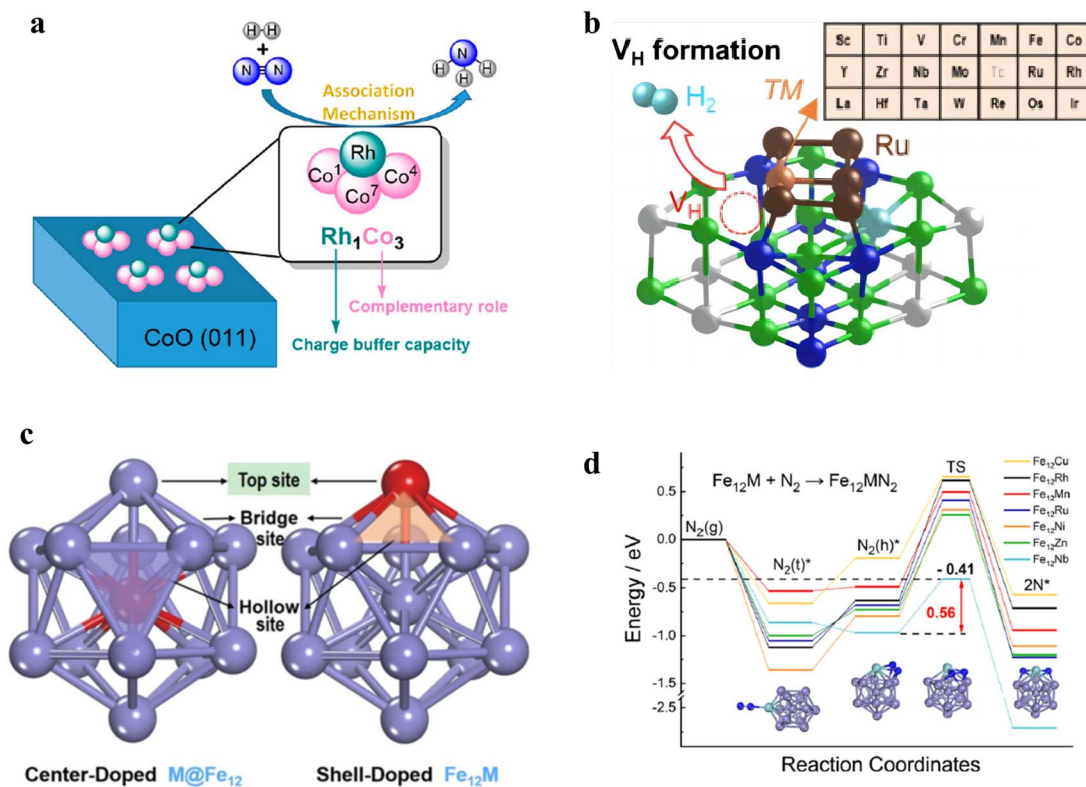 a
H H
+
N≡N
N
H H
H
Association
Mechanism
Rh
Co¹ Co⁴
Co⁷
Rh₁Co₃
Complementary role
Charge buffer capacity
CoO (011)
b
V_H formation
H₂
TM
Ru
V_H
Sc Ti V Cr Mn Fe Co
Y Zr Nb Mo Tc Ru Rh
La Hf Ta W Re Os Ir
c
Top site
Bridge
site
Hollow
site
Center-Doped M@Fe₁₂
Shell-Doped Fe₁₂M
d
Fe₁₂M + N₂ → Fe₁₂MN₂
TS
Fe₁₂Cu
Fe₁₂Rh
Fe₁₂Mn
Fe₁₂Ru
Fe₁₂Ni
Fe₁₂Zn
Fe₁₂Nb
N₂(g)
N₂(t)*
N₂(h)*
- 0.41
0.56
2N*
0.5
0.0
-0.5
-1.0
-1.5
-2.5
Energy / eV
Reaction Coordinates